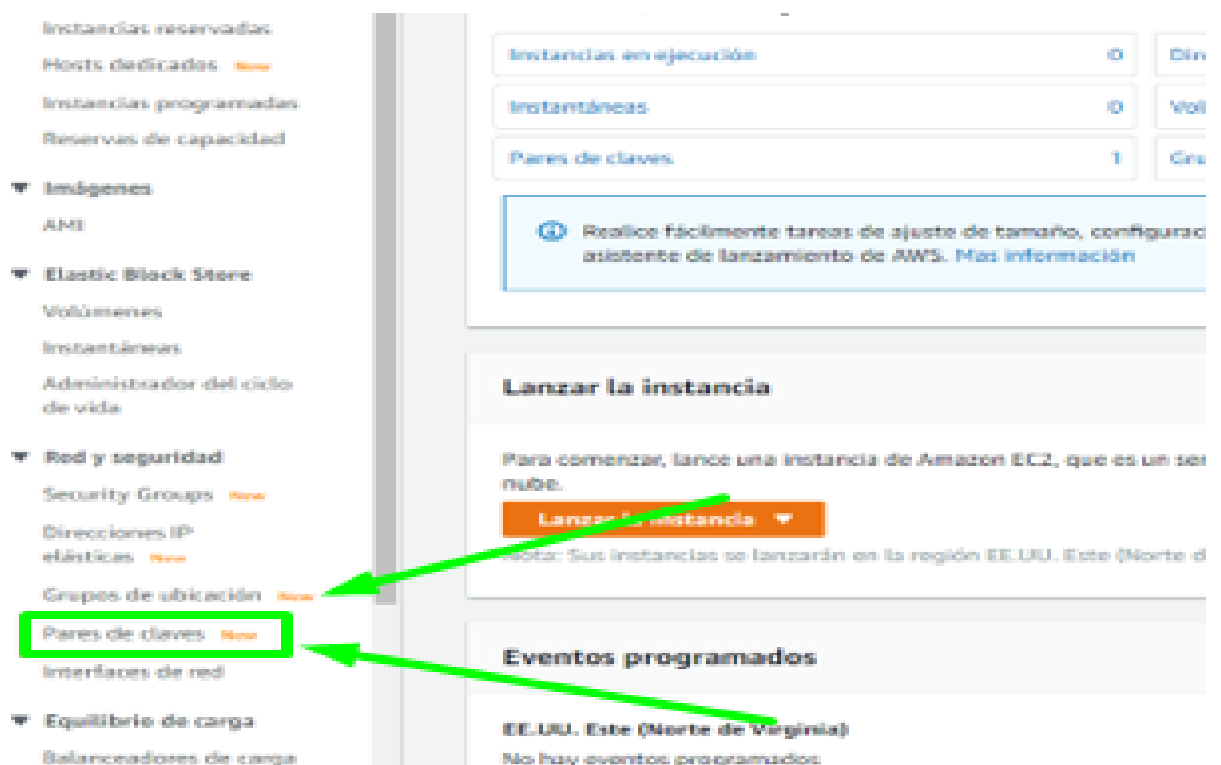 Instancias reservadas
Hosts dedicados New
Instancias programadas
Reservas de capacidad
Imágenes
AMI
Elastic Block Store
Volúmenes
Instantáneas
Administrador del ciclo
de vida
Red y seguridad
Security Groups New
Direcciones IP
elásticas New
Grupos de ubicación New
Pares de claves New
Interfaces de red
Equilibrio de carga
Balanceadores de carga
Instancias en ejecución 0
Instantáneas 0
Pares de claves 1
Realice fácilmente tareas de ajuste de tamaño, configuraci
asistente de lanzamiento de AWS. Mas información
Lanzar la instancia
Para comenzar, lance una instancia de Amazon EC2, que es un ser
nube.
Lanzar la instancia
Nota: Sus instancias se lanzarán en la región EE.UU. Este (Norte d
Eventos programados
EE.UU. Este (Norte de Virginia)
No hay eventos programados